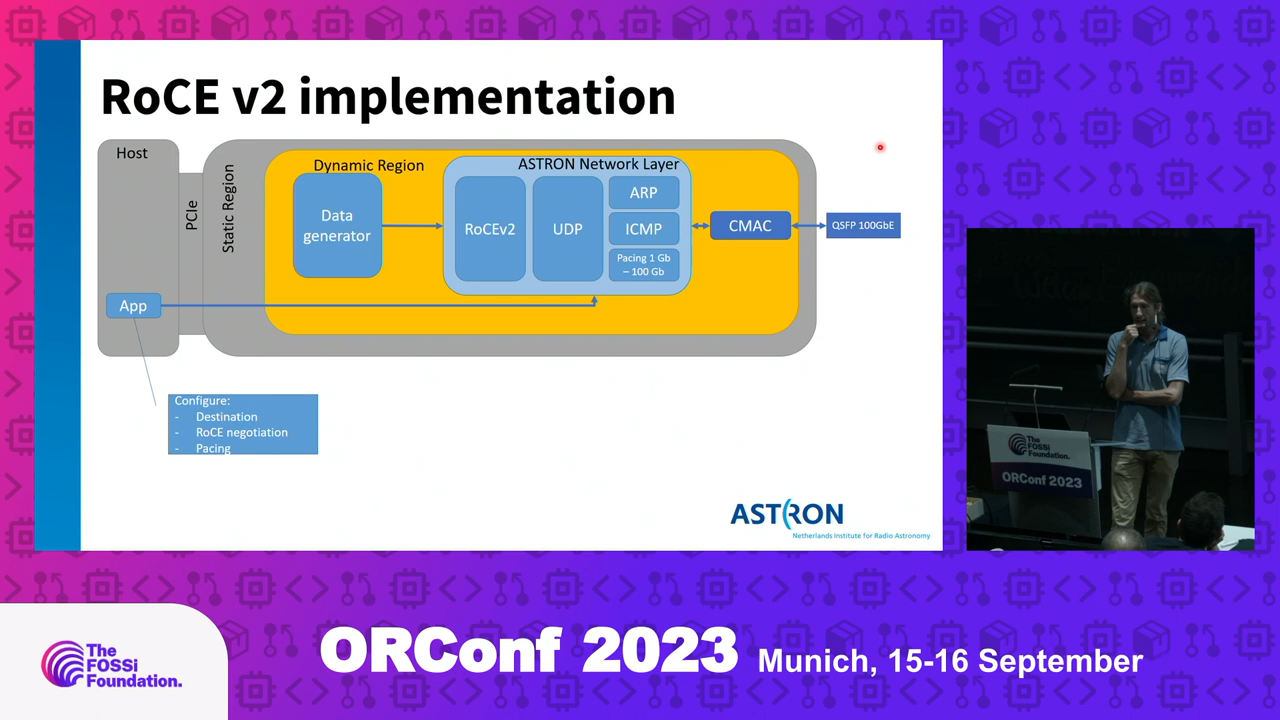 RoCE v2 implementation
Host
PCIe
Static Region
Dynamic Region
ASTRON Network Layer
Data
generator
RoCEv2
UDP
ARP
ICMP
Pacing 1 Gb
– 100 Gb
CMAC
QSFP 100GbE
App
Configure:
- Destination
- RoCE negotiation
- Pacing
ASTRON
Netherlands Institute for Radio Astronomy
The
FOSSi
Foundation.
ORConf 2023
The
FOSSi
Foundation.
ORConf 2023
Munich, 15-16 September